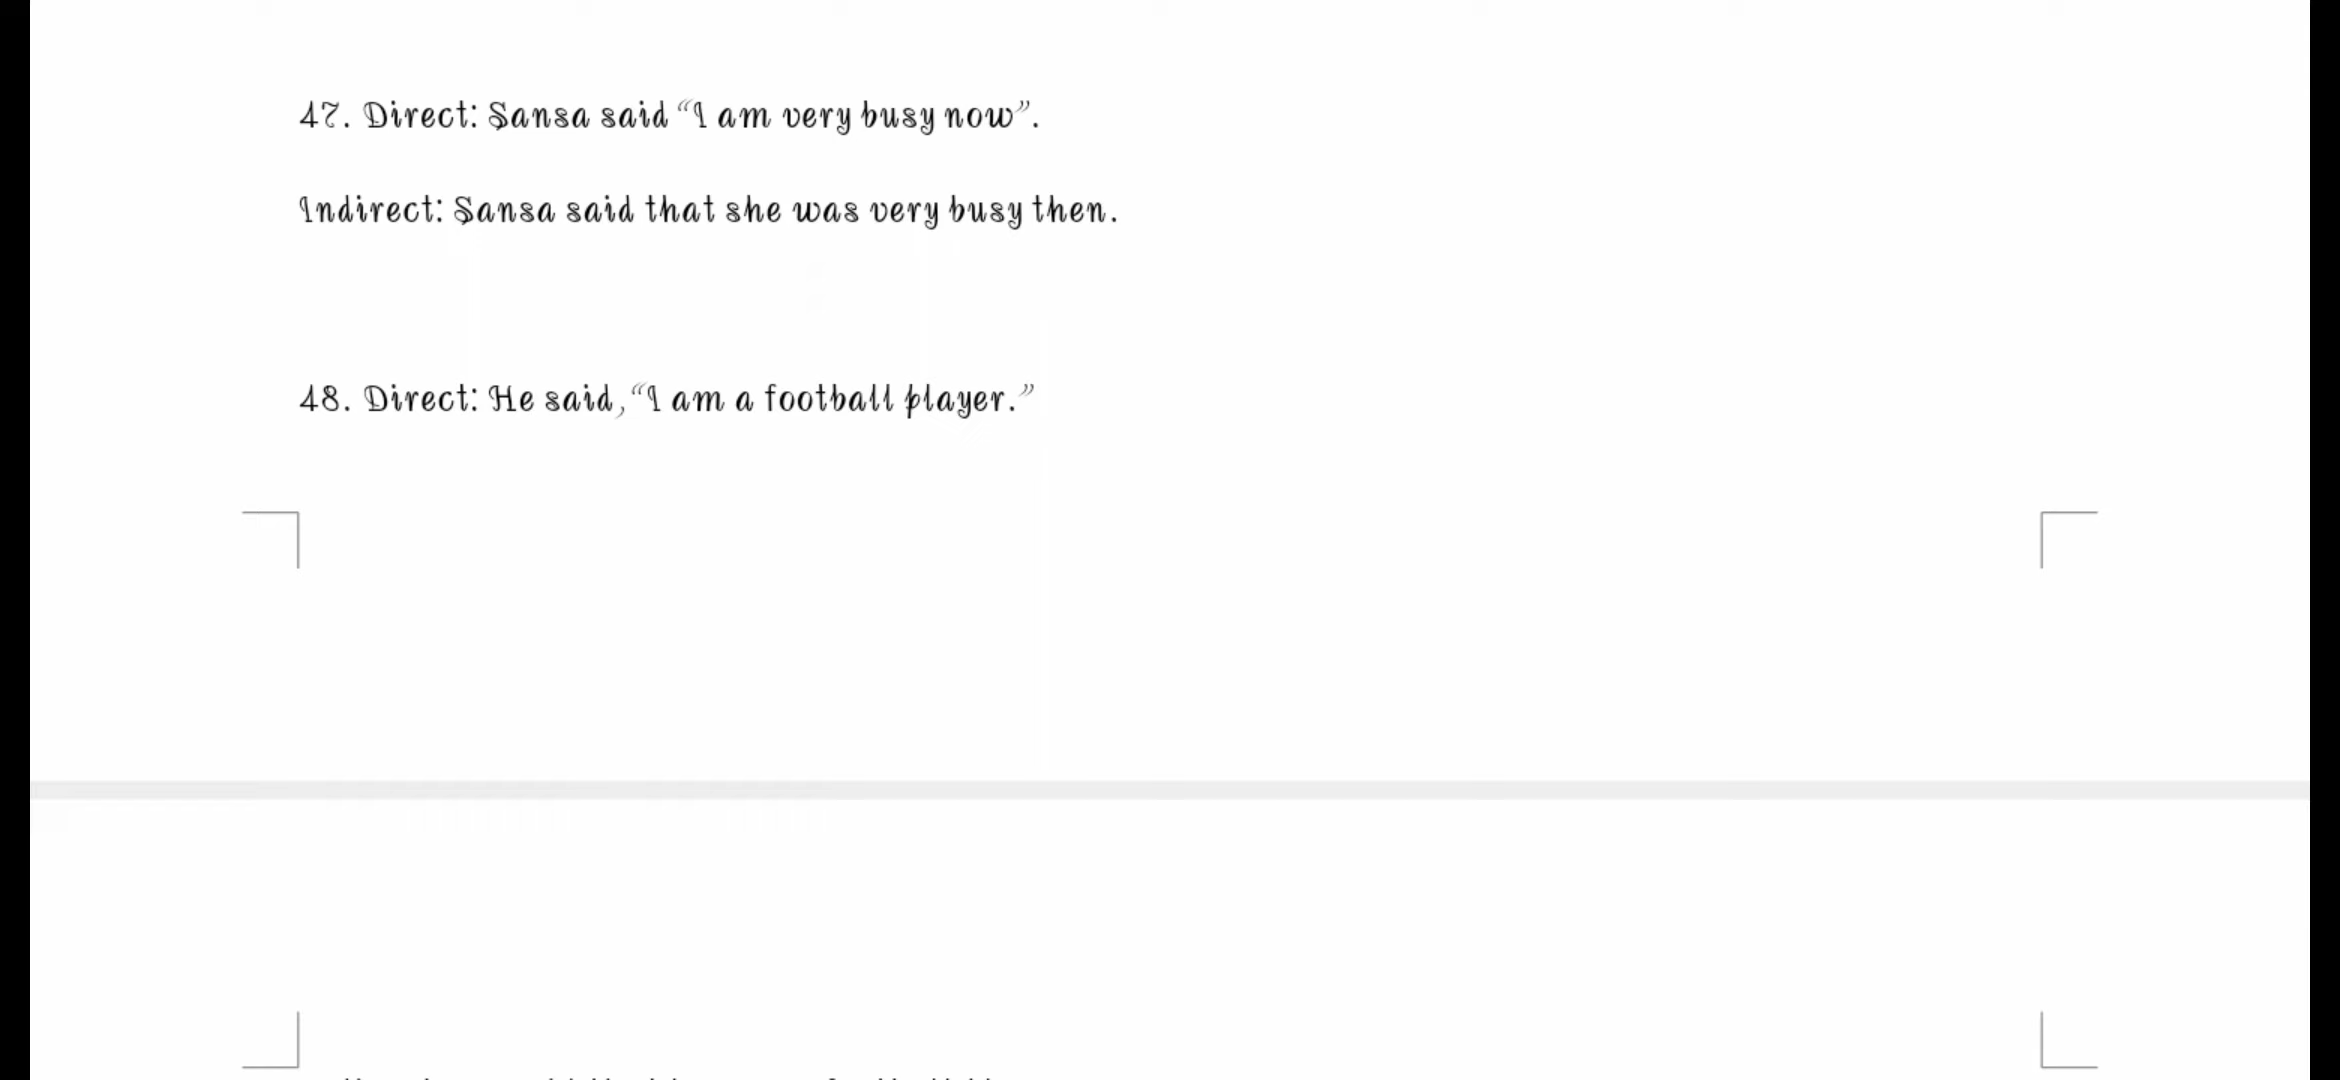 47. Direct: Sansa said “I am very busy now”.
Indirect: Sansa said that she was very busy then.
48. Direct: He said, “I am a football player.”